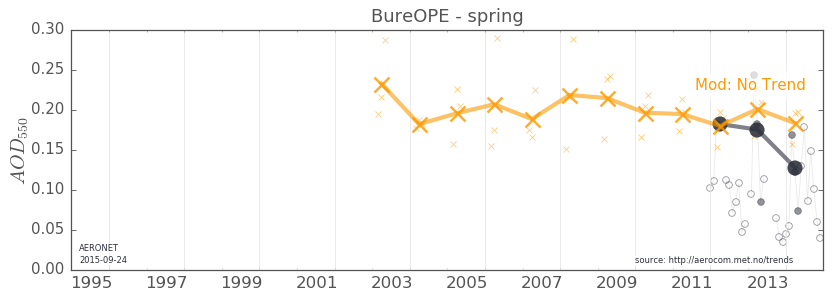 BureOPE - spring
0.30
0.25
0.20
0.15
0.10
0.05
0.00
AOD550
Mod: No Trend
AERONET
2015-09-24
source: http://aerocom.met.no/trends
1995 1997 1999 2001 2003 2005 2007 2009 2011 2013